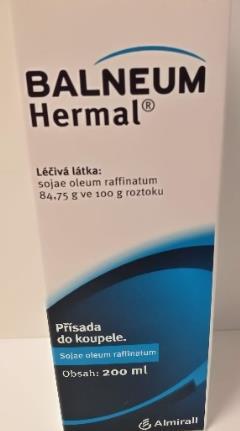 BALNEUM
Hermal®
Léčivá látka:
sojae oleum raffinatum
84,75 g ve 100 g roztoku
Přísada
do koupele.
Sojae oleum raffinatum
Obsah: 200 ml
Almirall